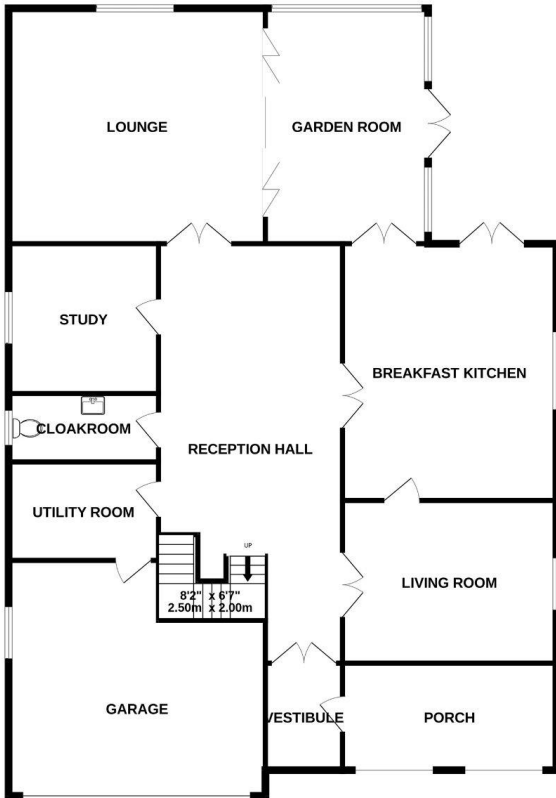 LOUNGE
GARDEN ROOM
STUDY
BREAKFAST KITCHEN
CLOAKROOM
RECEPTION HALL
UTILITY ROOM
UP
LIVING ROOM
8'2" x 6'7"
2.50m x 2.00m
GARAGE
VESTIBULE
PORCH